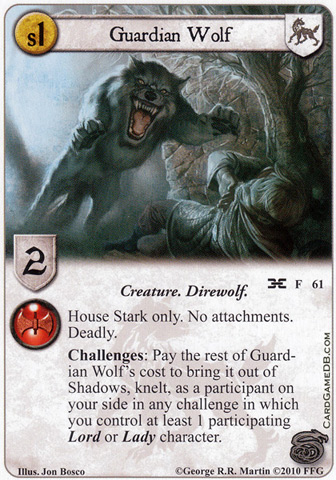 s1
Guardian Wolf
2
Creature. Direwolf.
F 61
House Stark only. No attachments.
Deadly.
Challenges: Pay the rest of Guard-
ian Wolf's cost to bring it out of
Shadows, knelt, as a participant on
your side in any challenge in which
you control at least 1 participating
Lord or Lady character.
CARDGAMEDB.COM
Illus. Jon Bosco
©George R.R. Martin ©2010 FFG